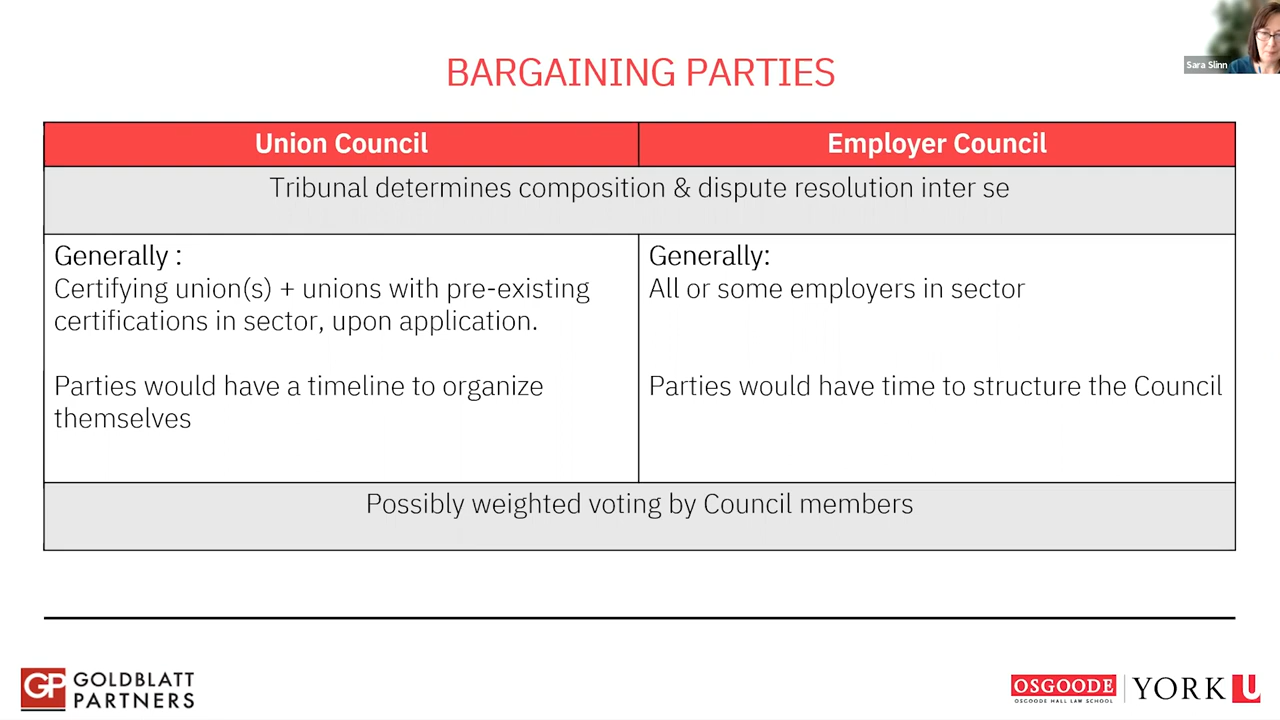 Sara Slinn
BARGAINING PARTIES
Union Council
Employer Council
Tribunal determines composition & dispute resolution inter se
Generally :
Certifying union(s) + unions with pre-existing
certifications in sector, upon application.
Parties would have a timeline to organize
themselves
Generally:
All or some employers in sector
Parties would have time to structure the Council
Possibly weighted voting by Council members
GP GOLDBLATT
PARTNERS
OSGOODE
OSGOODE HALL LAW SCHOOL
YORK U